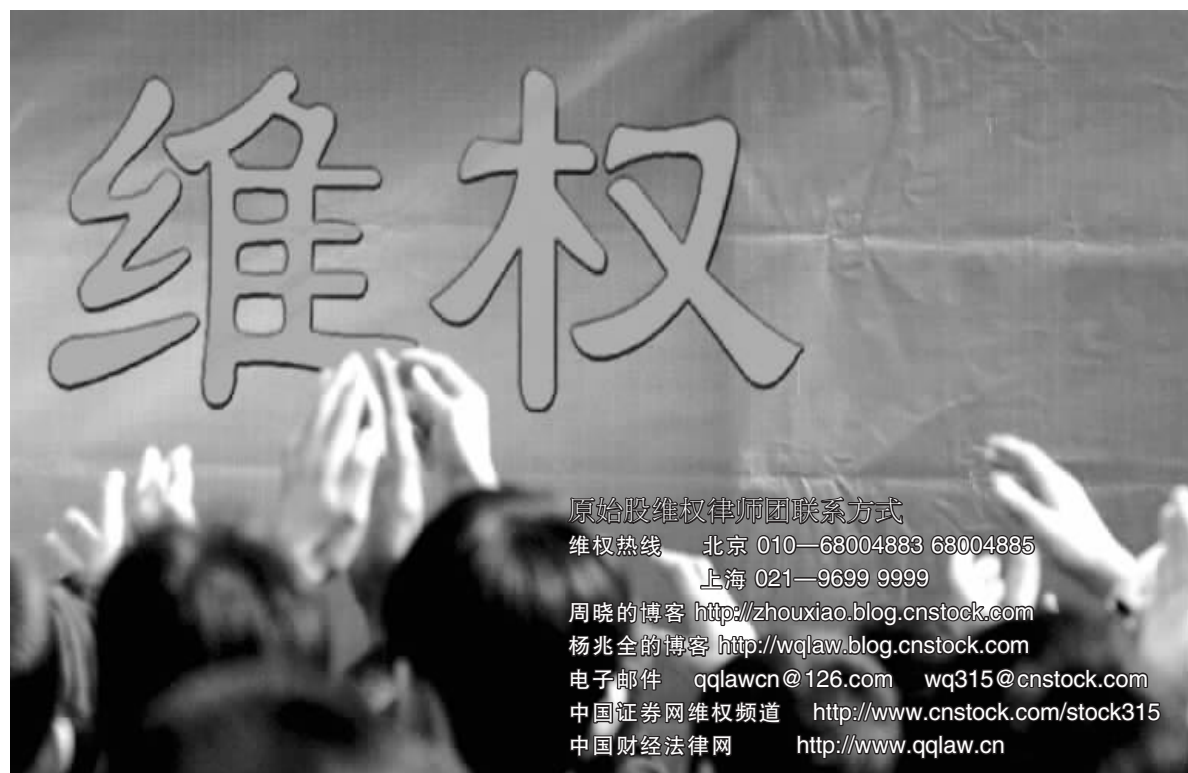 维权
原始股维权律师团联系方式
维权热线 北京 010—68004883 68004885
上海 021—9699 9999
周晓的博客 http://zhouxiao.blog.cnstock.com
杨兆全的博客 http://wqlaw.blog.cnstock.com
电子邮件 qqlawcn@126.com wq315@cnstock.com
中国证券网维权频道 http://www.cnstock.com/stock315
中国财经法律网 http://www.qqlaw.cn